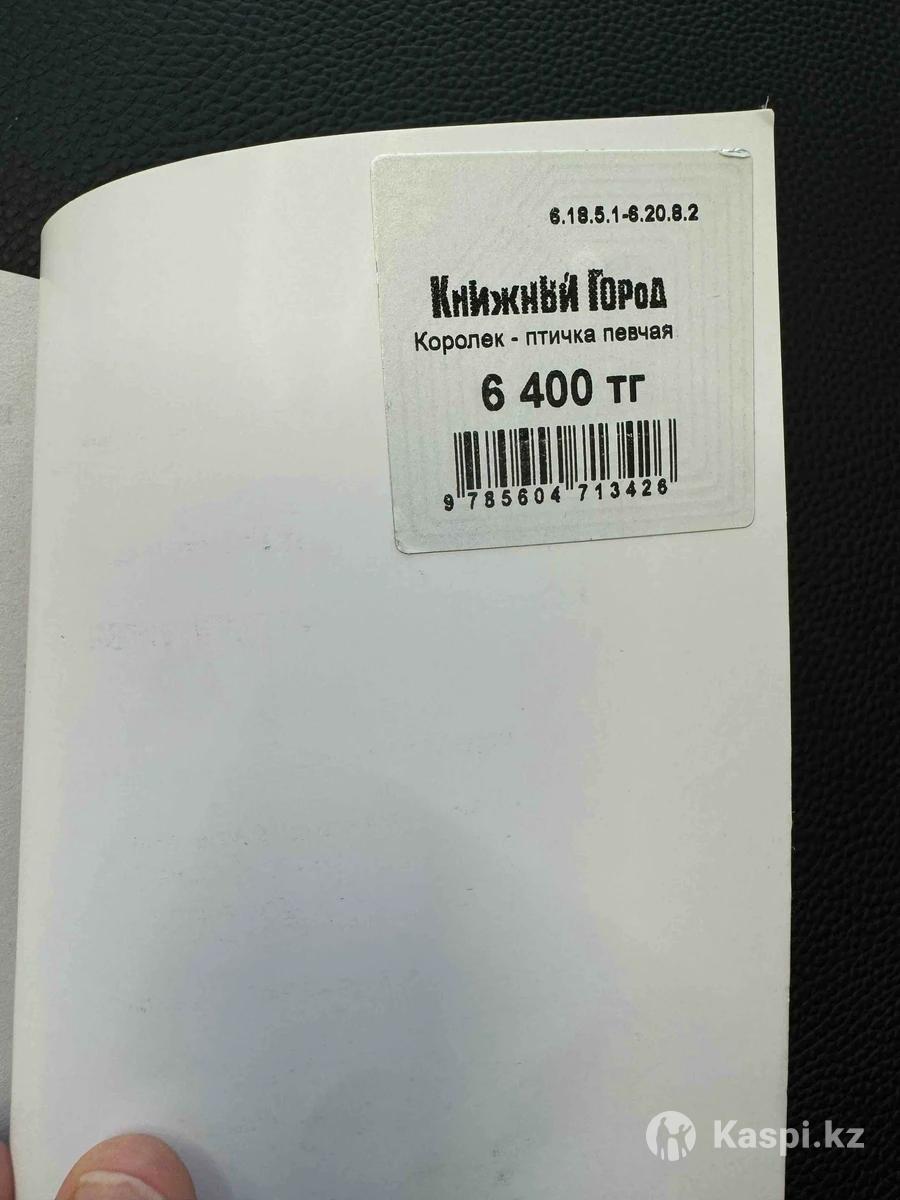 6.18.5.1-6.20.8.2
Книжный Город
Королек - птичка певчая
6 400 тг
9 785604 713426
Kaspi.kz